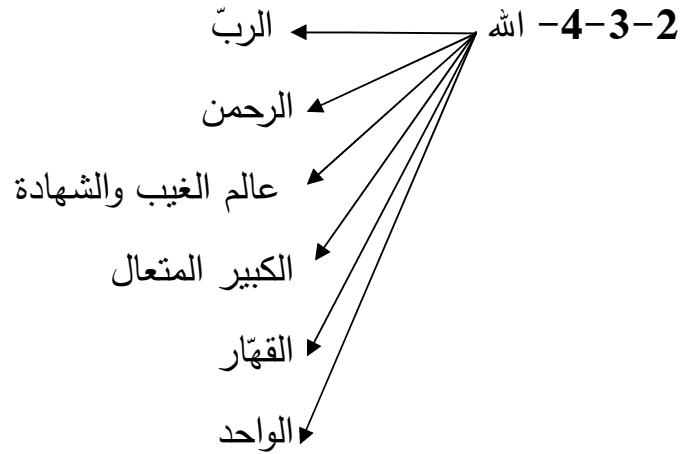 2-3-4- الله
الربّ
الرحمن
عالم الغيب والشهادة
الكبير المتعال
القهّار
الواحد